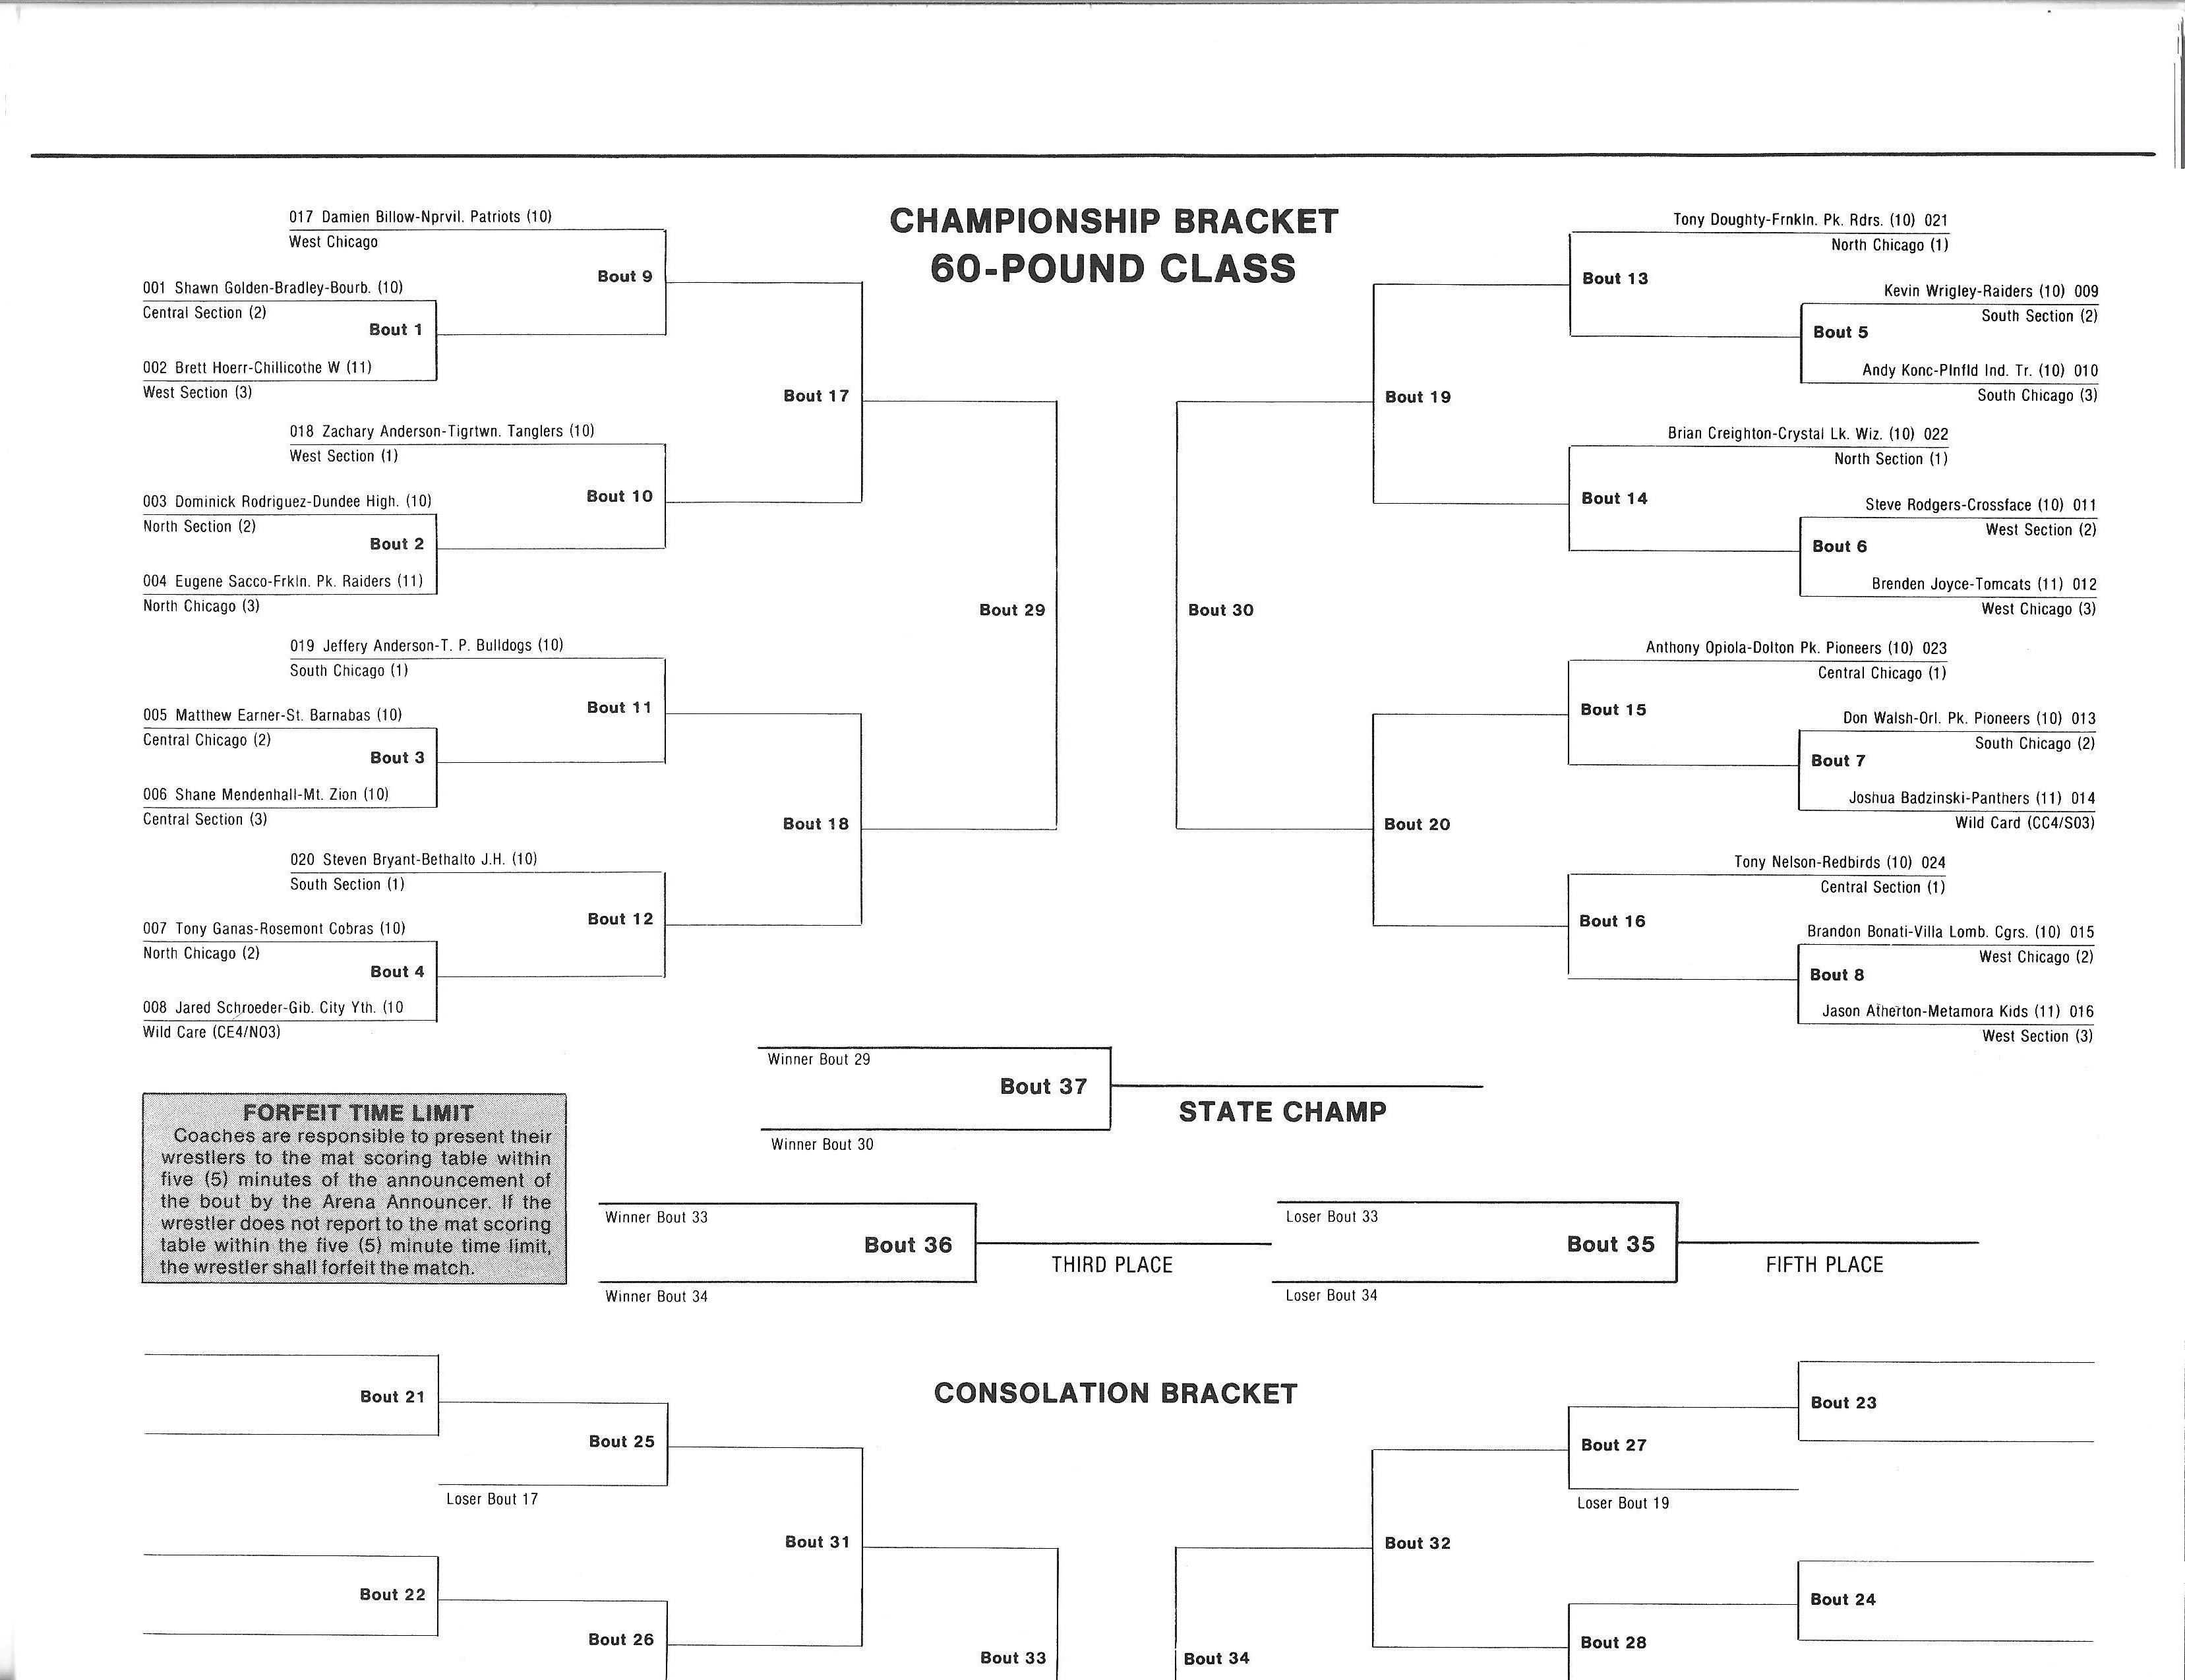 CHAMPIONSHIP BRACKET
60-POUND CLASS
017 Damien Billow-Nprvil. Patriots (10)
West Chicago
Bout 9
001 Shawn Golden-Bradley-Bourb. (10)
Central Section (2)
Bout 1
002 Brett Hoerr-Chillicothe W (11)
West Section (3)
Bout 17
018 Zachary Anderson-Tigrtwn. Tanglers (10)
West Section (1)
Bout 10
003 Dominick Rodriguez-Dundee High. (10)
North Section (2)
Bout 2
004 Eugene Sacco-Frkln. Pk. Raiders (11)
North Chicago (3)
Bout 29
019 Jeffery Anderson-T. P. Bulldogs (10)
South Chicago (1)
Bout 11
005 Matthew Earner-St. Barnabas (10)
Central Chicago (2)
Bout 3
006 Shane Mendenhall-Mt. Zion (10)
Central Section (3)
Bout 18
020 Steven Bryant-Bethalto J.H. (10)
South Section (1)
Bout 12
007 Tony Ganas-Rosemont Cobras (10)
North Chicago (2)
Bout 4
008 Jared Schroeder-Gib. City Yth. (10
Wild Care (CE4/NO3)
Tony Doughty-Frnkln. Pk. Rdrs. (10) 021
North Chicago (1)
Bout 13
Kevin Wrigley-Raiders (10) 009
South Section (2)
Bout 5
Andy Konc-Plnfld Ind. Tr. (10) 010
South Chicago (3)
Bout 19
Brian Creighton-Crystal Lk. Wiz. (10) 022
North Section (1)
Bout 14
Steve Rodgers-Crossface (10) 011
West Section (2)
Bout 6
Brenden Joyce-Tomcats (11) 012
West Chicago (3)
Bout 30
Anthony Opiola-Dolton Pk. Pioneers (10) 023
Central Chicago (1)
Bout 15
Don Walsh-Orl. Pk. Pioneers (10) 013
South Chicago (2)
Bout 7
Joshua Badzinski-Panthers (11) 014
Wild Card (CC4/S03)
Bout 20
Tony Nelson-Redbirds (10) 024
Central Section (1)
Bout 16
Brandon Bonati-Villa Lomb. Cgrs. (10) 015
West Chicago (2)
Bout 8
Jason Atherton-Metamora Kids (11) 016
West Section (3)
Winner Bout 29
Bout 37
STATE CHAMP
Winner Bout 30
FORFEIT TIME LIMIT
Coaches are responsible to present their
wrestlers to the mat scoring table within
five (5) minutes of the announcement of
the bout by the Arena Announcer. If the
wrestler does not report to the mat scoring
table within the five (5) minute time limit,
the wrestler shall forfeit the match.
Winner Bout 33
Bout 36
THIRD PLACE
Winner Bout 34
Loser Bout 33
Bout 35
FIFTH PLACE
Loser Bout 34
CONSOLATION BRACKET
Bout 21
Bout 25
Loser Bout 17
Bout 31
Bout 22
Bout 26
Bout 33
Bout 23
Bout 27
Loser Bout 19
Bout 32
Bout 24
Bout 28
Bout 34